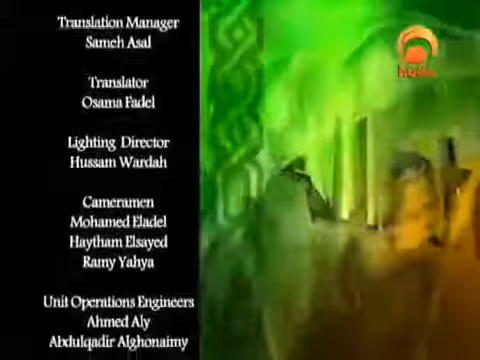 Translation Manager
Sameh Asal
Translator
Osama Fadel
Lighting Director
Hussam Wardah
Cameramen
Mohamed Eladel
Haytham Elsayed
Ramy Yahya
Unit Operations Engineers
Ahmed Aly
Abdulqadir Alghonaimy
huda